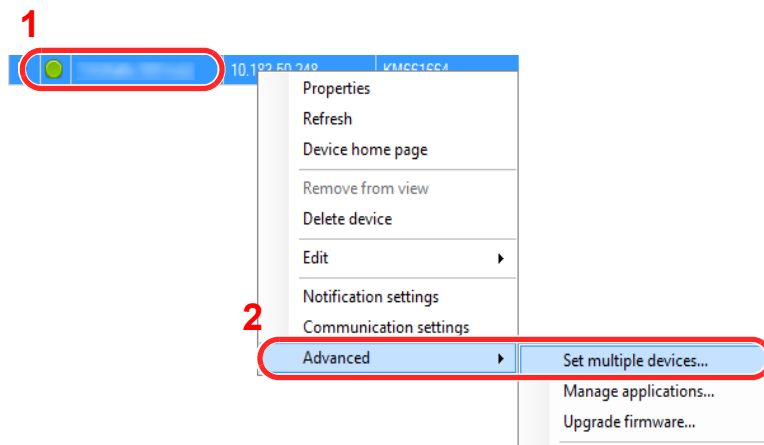 1
10.183.50.248 KM661664
Properties
Refresh
Device home page
Remove from view
Delete device
Edit
Notification settings
2
Communication settings
Advanced
Set multiple devices...
Manage applications...
Upgrade firmware...